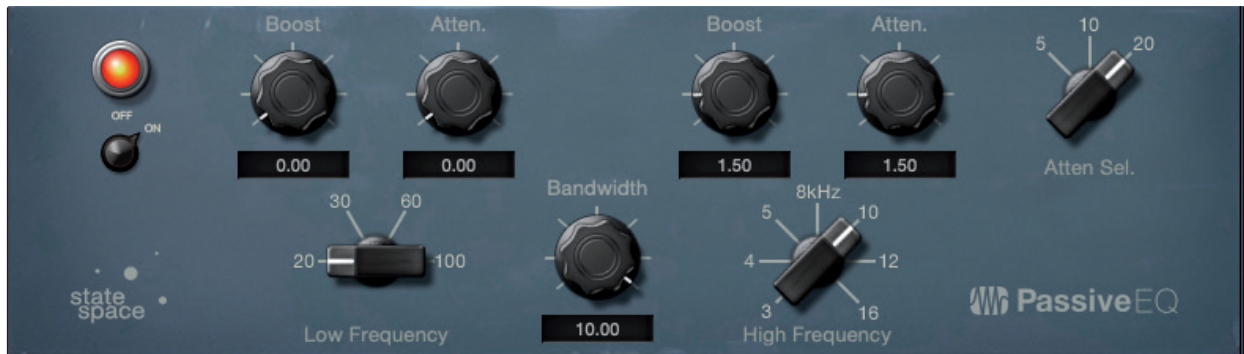 Boost
Atten.
Boost
Atten.
5
10
20
OFF
ON
0.00
0.00
1.50
1.50
Atten Sel.
Bandwidth
30
60
20
100
8kHz
5
10
4
12
3
16
state
space
Low Frequency
10.00
High Frequency
PassiveEQ